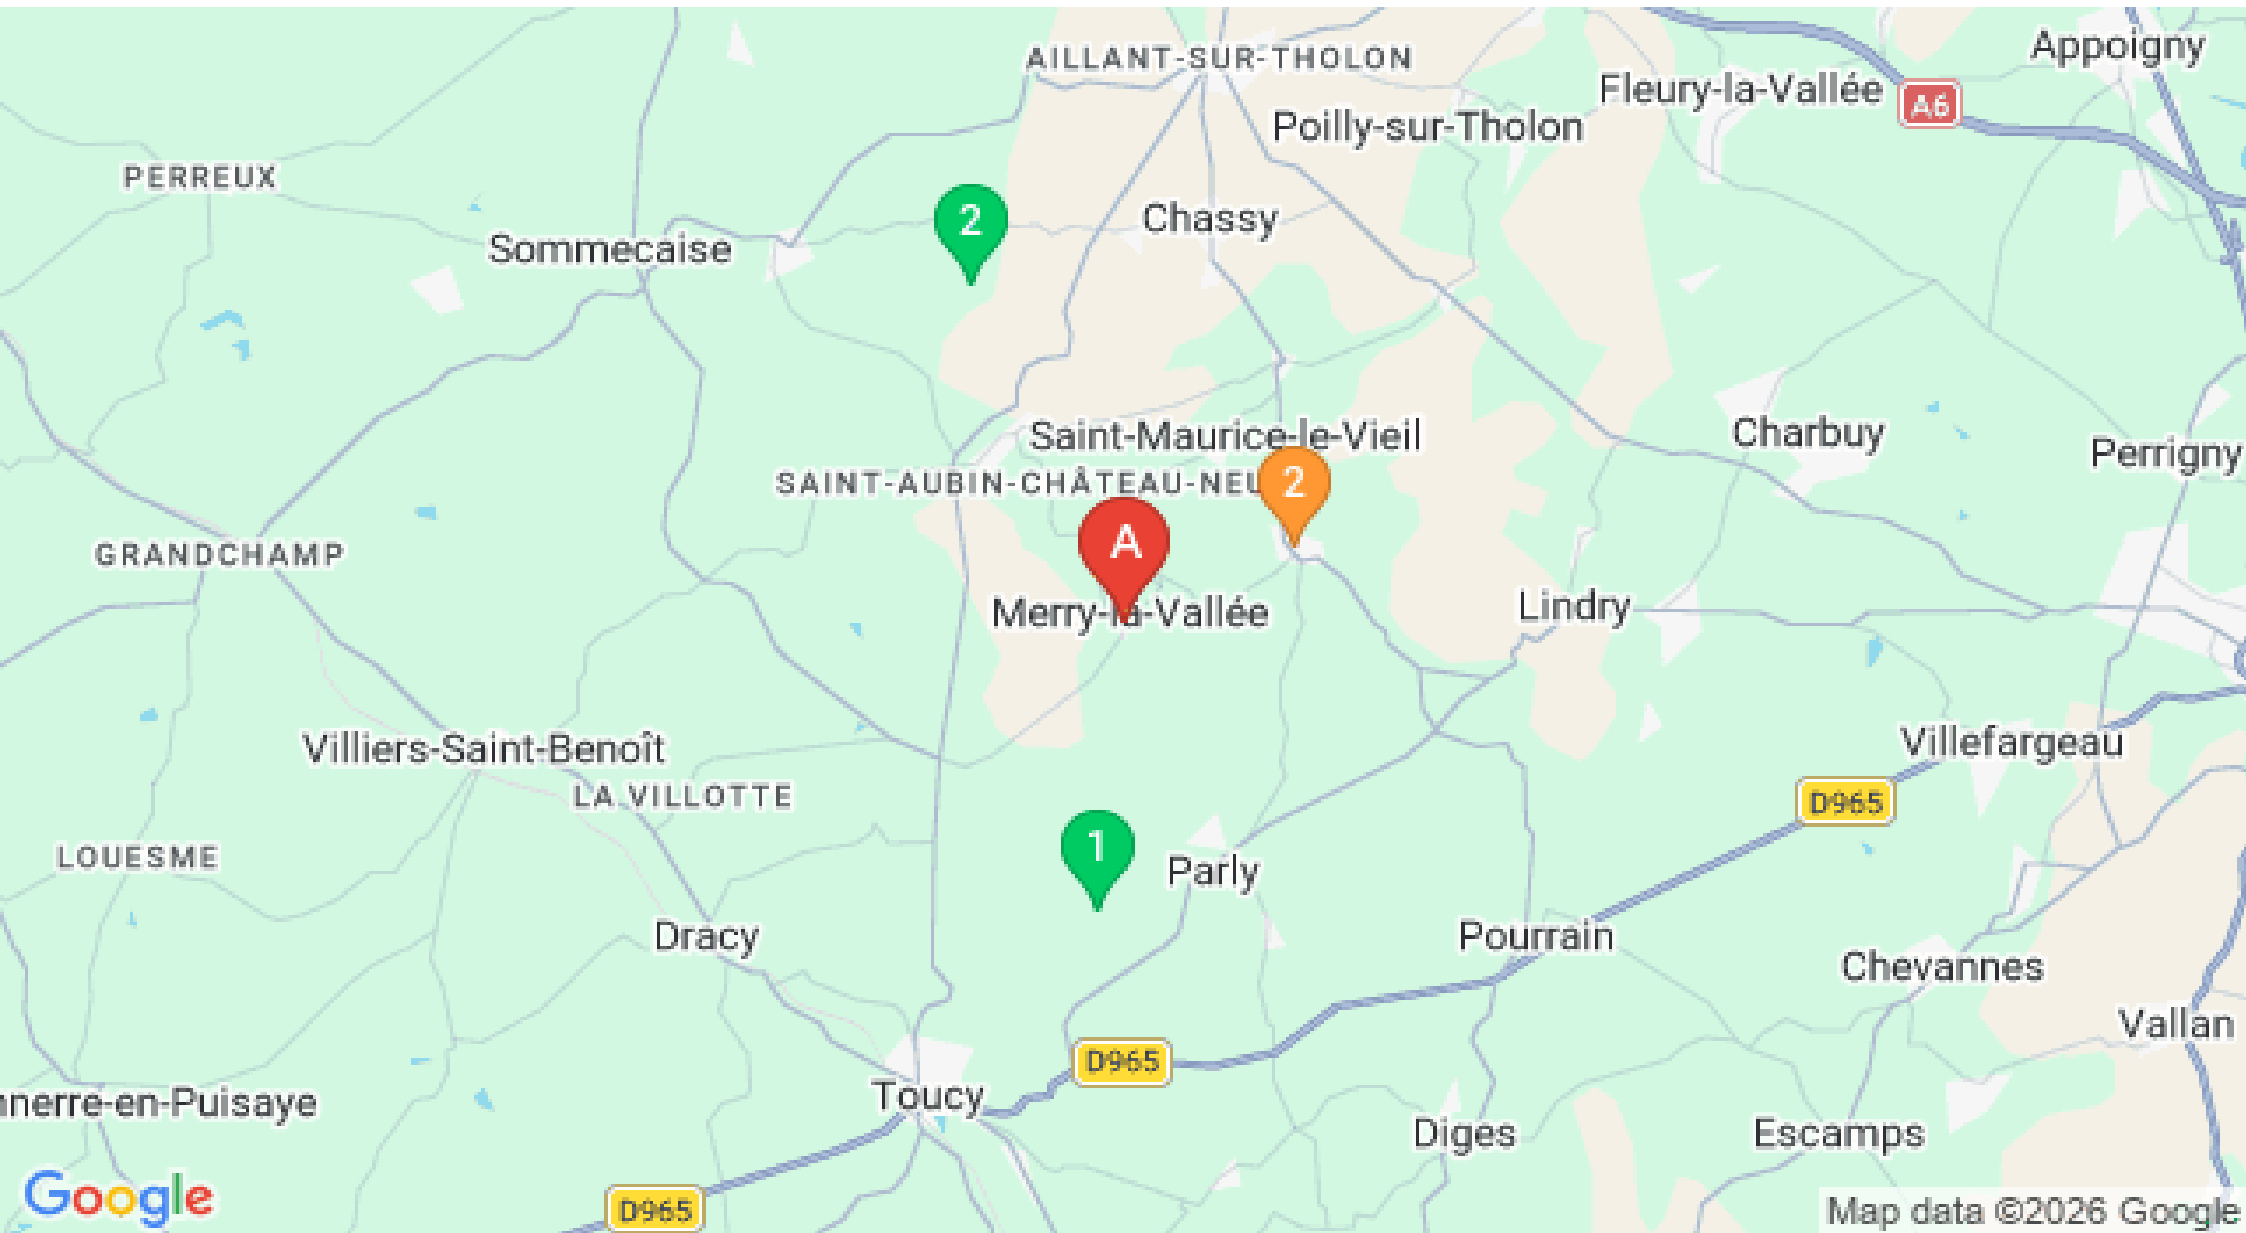 AILLANT-SUR-THOLON
Appoigny
Fleury-la-Vallée
A6
Poilly-sur-Tholon
PERREUX
2
Chassy
Sommecaise
Saint-Maurice-le-Vieil
Charbuy
Perrigny
SAINT-AUBIN-CHÂTEAU-NEU
2
A
GRANDCHAMP
Merry-la-Vallée
Lindry
Villiers-Saint-Benoît
Villefargeau
LA VILLOTTE
D965
1
LOUESME
Parly
Dracy
Pourrain
Chevannes
Vallan
D965
Toucy
nnerre-en-Puisaye
Diges
Escamps
Google
D965
Map data ©2026 Google